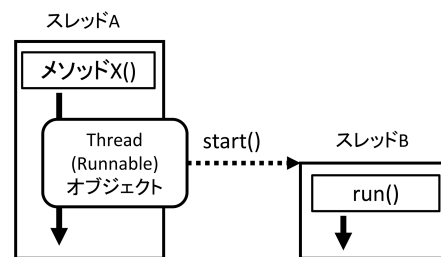 スレッドA
メソッドX()
Thread
(Runnable)
オブジェクト
start()
スレッドB
run()